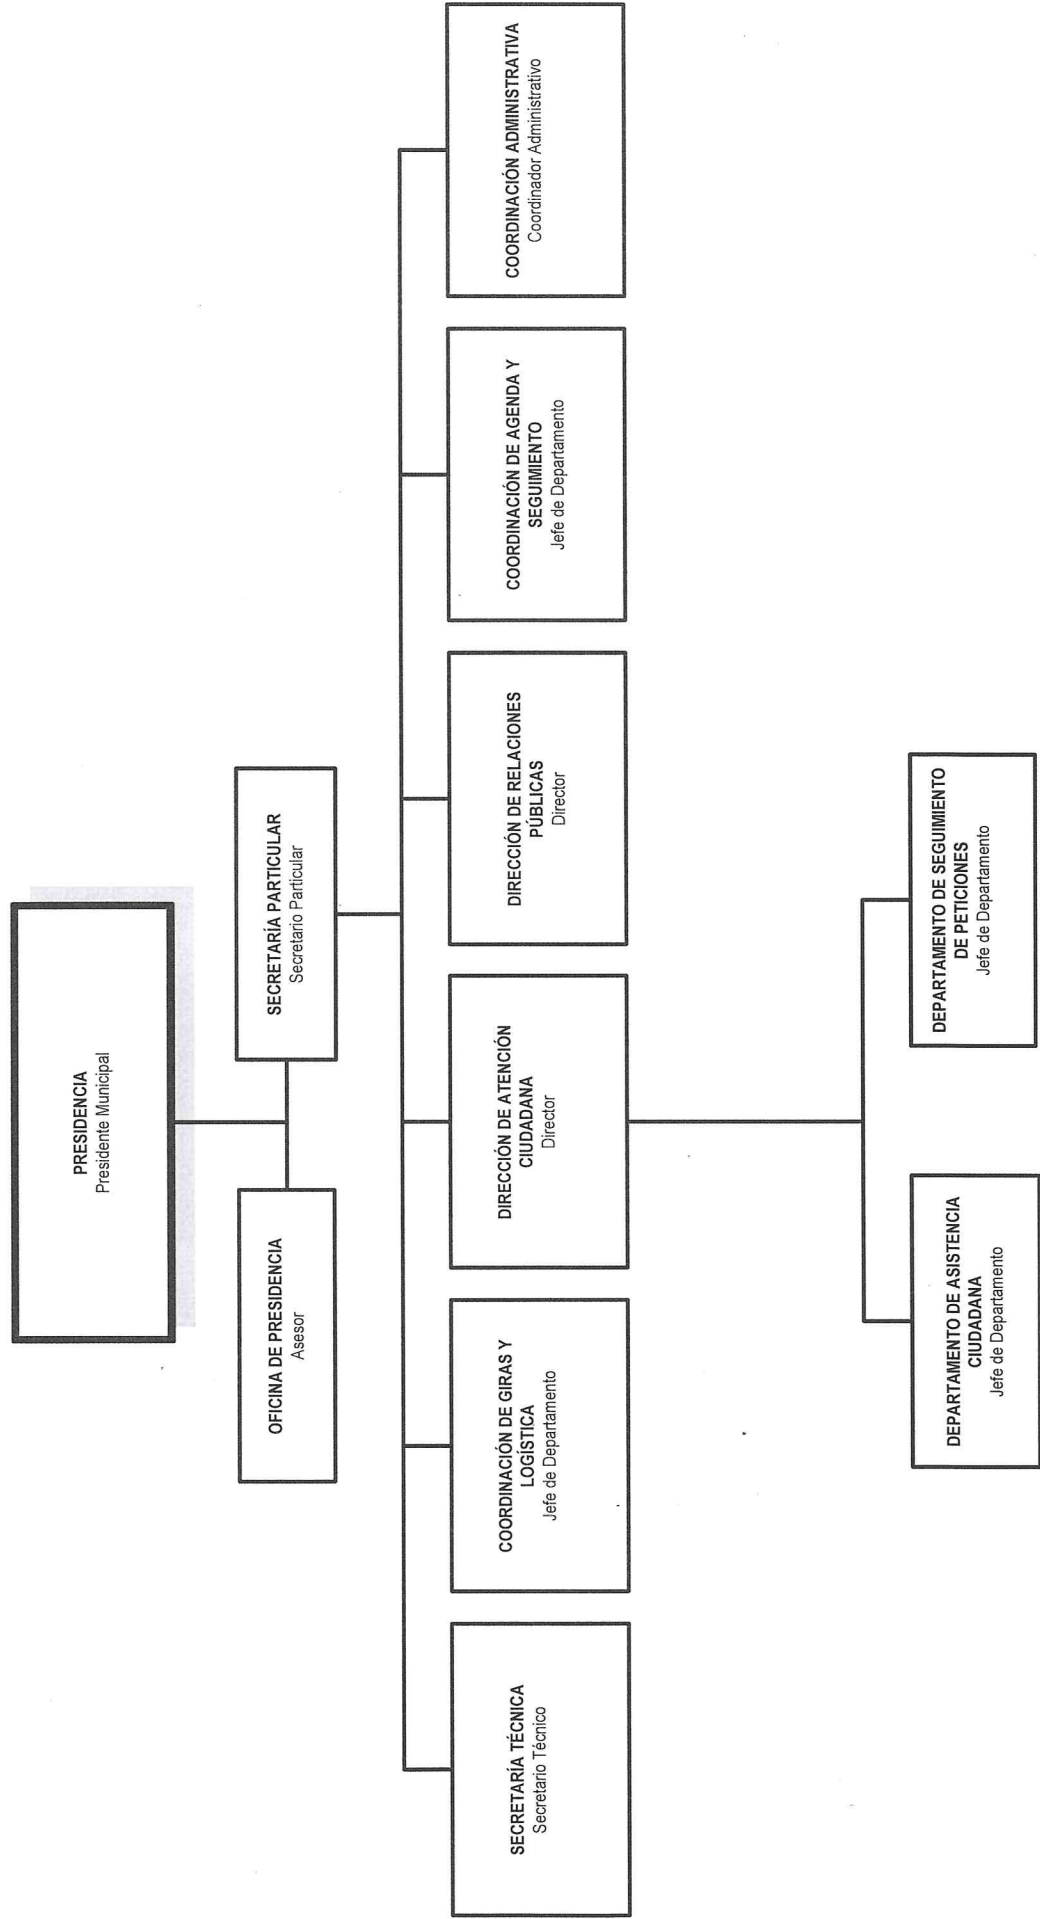 PRESIDENCIA
Presidente Municipal
OFICINA DE PRESIDENCIA
Asesor
SECRETARÍA PARTICULAR
Secretario Particular
SECRETARÍA TÉCNICA
Secretario Técnico
COORDINACIÓN DE GIRAS Y
LOGÍSTICA
Jefe de Departamento
DIRECCIÓN DE ATENCIÓN
CIUDADANA
Director
DIRECCIÓN DE RELACIONES
PÚBLICAS
Director
COORDINACIÓN DE AGENDA Y
SEGUIMIENTO
Jefe de Departamento
COORDINACIÓN ADMINISTRATIVA
Coordinador Administrativo
DEPARTAMENTO DE ASISTENCIA
CIUDADANA
Jefe de Departamento
DEPARTAMENTO DE SEGUIMIENTO
DE PETICIONES
Jefe de Departamento